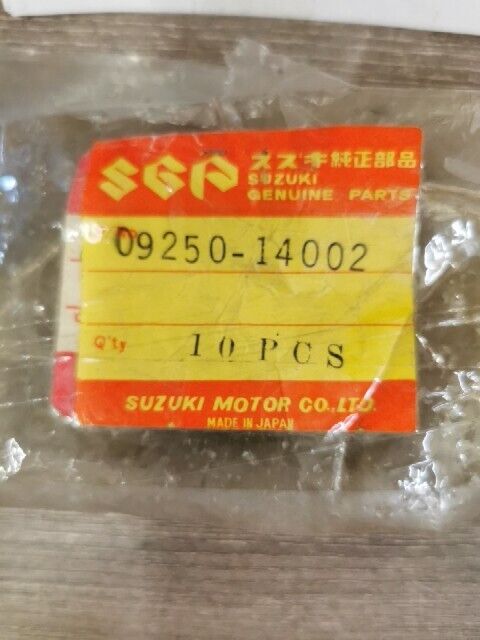 SGP スズキ純正部品
SUZUKI
GENUINE PARTS
09250-14002
Q'ty 10 PCS
SUZUKI MOTOR CO.,LTD.
MADE IN JAPAN